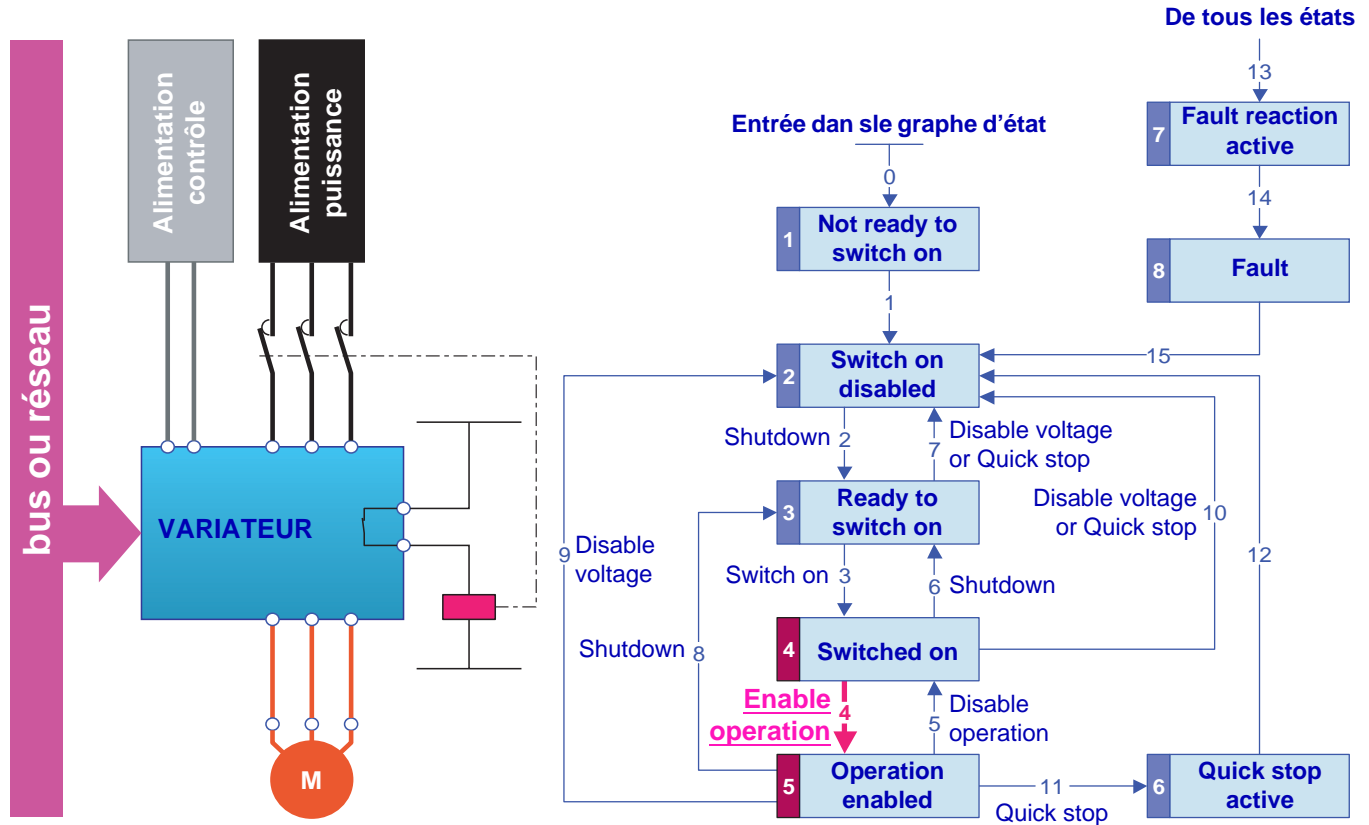 bus ou réseau
Alimentation
contrôle
Alimentation
puissance
VARIATEUR
M
De tous les états
13
7
Fault reaction
active
14
8
Fault
15
Entrée dan sle graphe d'état
0
1
Not ready to
switch on
1
2
Switch on
disabled
Shutdown 2
7 Disable voltage
or Quick stop
3
Ready to
switch on
Disable voltage
or Quick stop
10
12
9 Disable
voltage
Switch on 3
6 Shutdown
Shutdown 8
4
Switched on
Enable
operation
4
5
Disable
operation
5
Operation
enabled
11
Quick stop
6
Quick stop
active